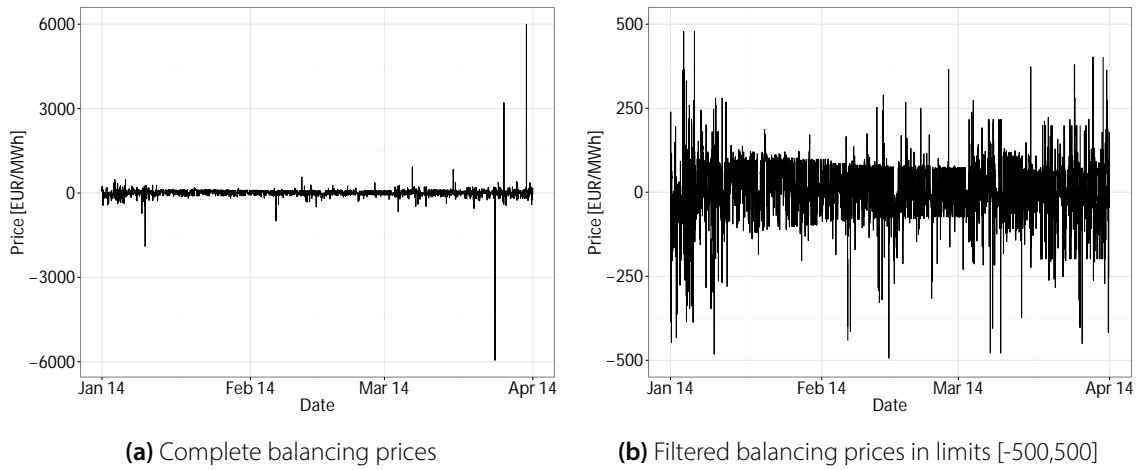 6000
3000
0
−3000
−6000
Price [EUR/MWh]
Jan 14 Feb 14 Mar 14 Apr 14
Date
(a) Complete balancing prices
500
250
0
−250
−500
Price [EUR/MWh]
Jan 14 Feb 14 Mar 14 Apr 14
Date
(b) Filtered balancing prices in limits [-500,500]